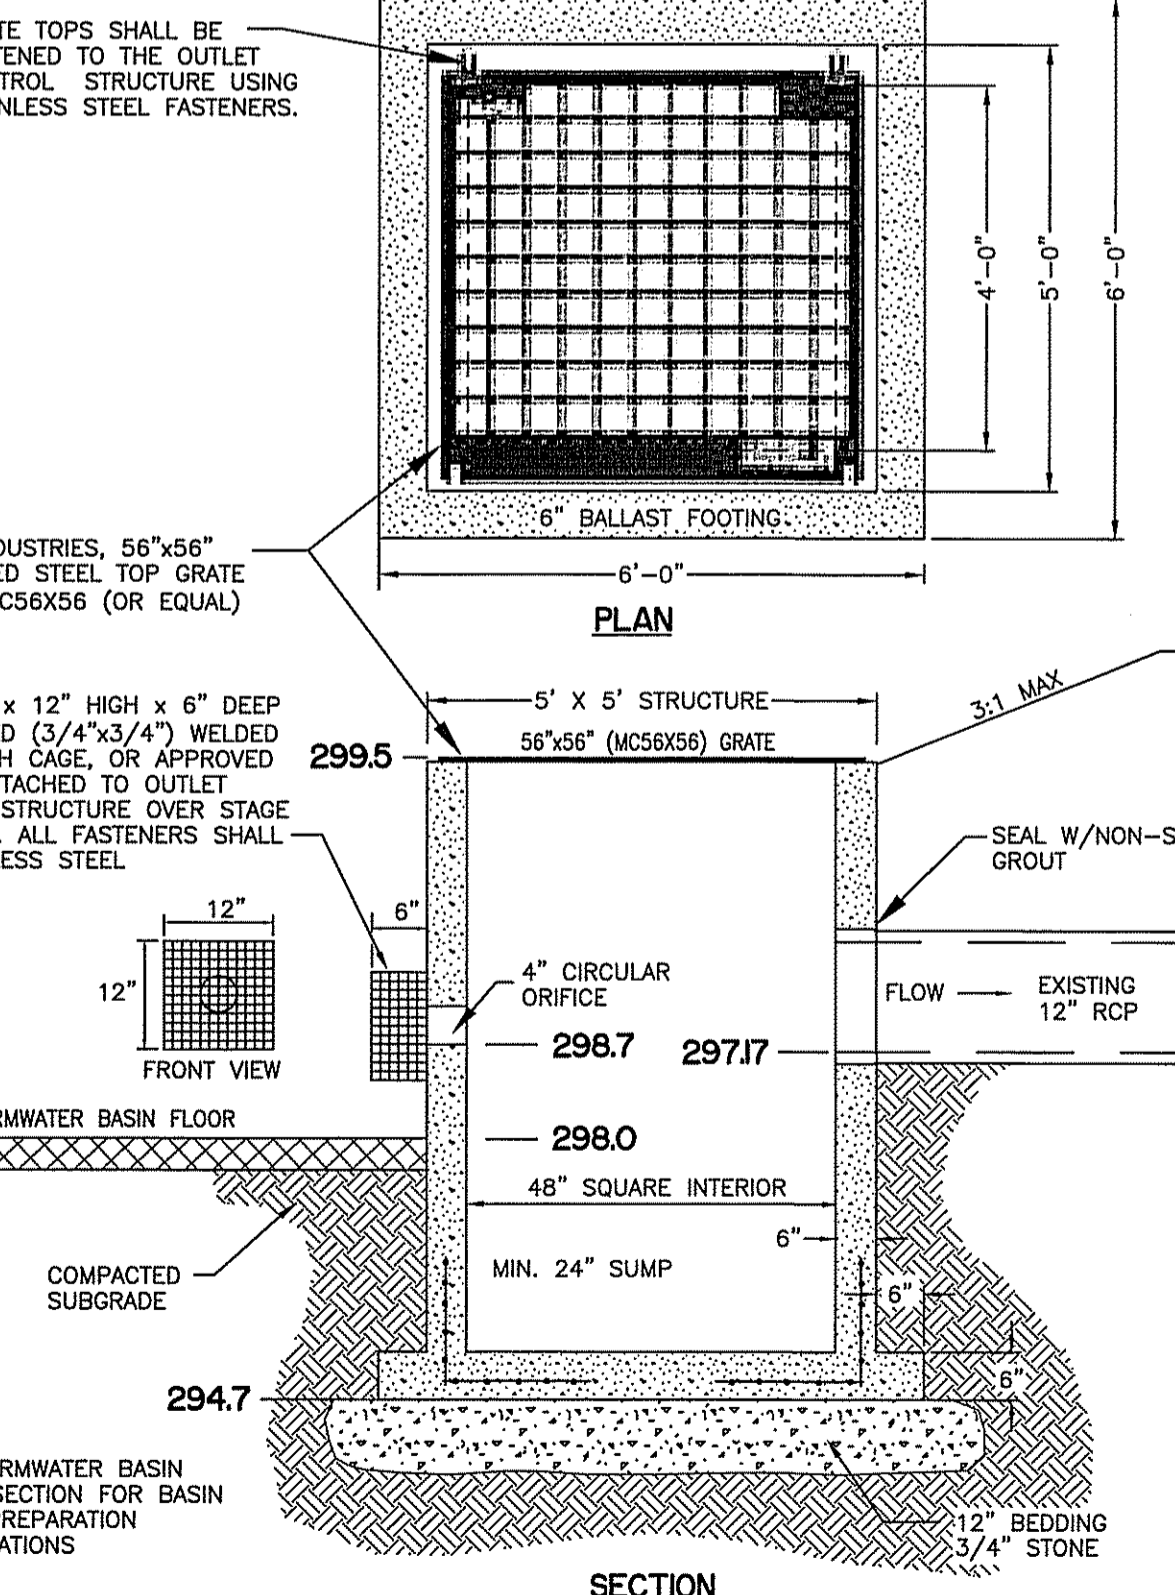 TE TOPS SHALL BE
TENED TO THE OUTLET
TROL STRUCTURE USING
NLESS STEEL FASTENERS.
4'-0"
5'-0"
6'-0"
6" BALLAST FOOTING
6'-0"
PLAN
DUSTRIES, 56"x56"
ED STEEL TOP GRATE
C56X56 (OR EQUAL)
x 12" HIGH x 6" DEEP
D (3/4"x3/4") WELDED
H CAGE, OR APPROVED
TACHED TO OUTLET
STRUCTURE OVER STAGE
. ALL FASTENERS SHALL
ESS STEEL
5' X 5' STRUCTURE
56"x56" (MC56X56) GRATE
299.5
3:1 MAX
SEAL W/NON-S
GROUT
12"
12"
FRONT VIEW
6"
4" CIRCULAR
ORIFICE
298.7
297.17
FLOW
EXISTING
12" RCP
RMWATER BASIN FLOOR
298.0
48" SQUARE INTERIOR
6"
MIN. 24" SUMP
6"
6"
COMPACTED
SUBGRADE
294.7
RMWATER BASIN
SECTION FOR BASIN
PREPARATION
ATIONS
12" BEDDING
3/4" STONE
SECTION